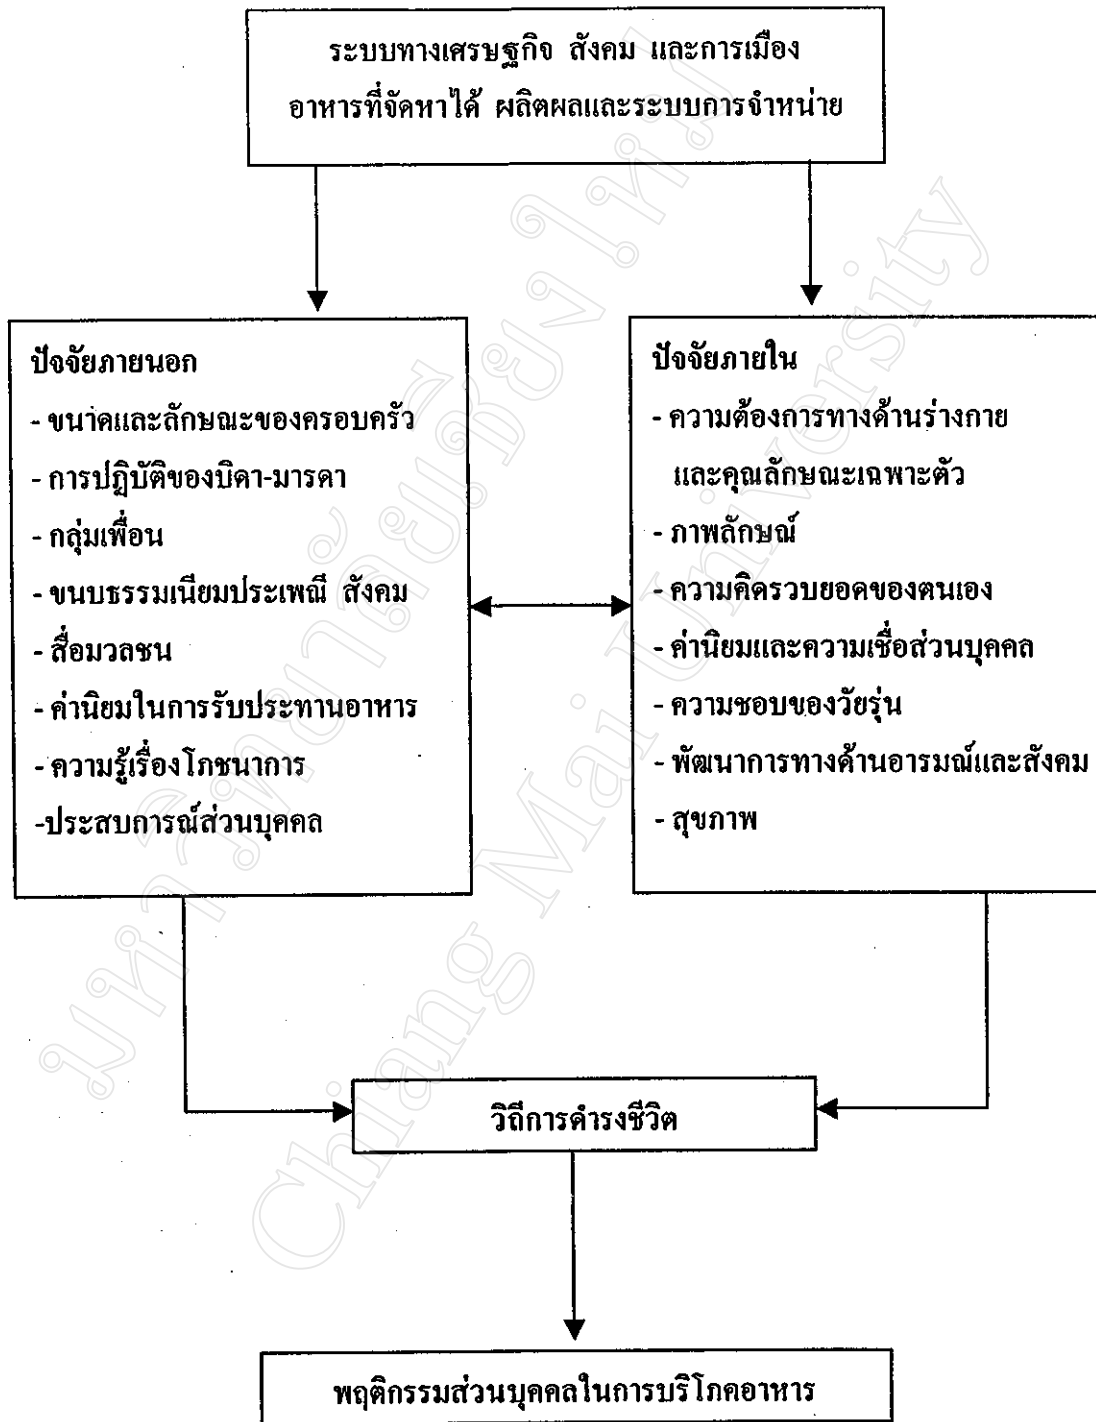 ระบบทางเศรษฐกิจ สังคม และการเมือง
อาหารที่จัดหาได้ ผลิตผลและระบบการจำหน่าย
ปัจจัยภายนอก
- ขนาดและลักษณะของครอบครัว
- การปฏิบัติของบิดา-มารดา
- กลุ่มเพื่อน
- ขนบธรรมเนียมประเพณี สังคม
- สื่อมวลชน
- ค่านิยมในการรับประทานอาหาร
- ความรู้เรื่องโภชนาการ
-ประสบการณ์ส่วนบุคคล
ปัจจัยภายใน
- ความต้องการทางด้านร่างกาย
และคุณลักษณะเฉพาะตัว
- ภาพลักษณ์
- ความคิดรวบยอดของตนเอง
- ค่านิยมและความเชื่อส่วนบุคคล
- ความชอบของวัยรุ่น
- พัฒนาการทางด้านอารมณ์และสังคม
- สุขภาพ
วิถีการดำรงชีวิต
พฤติกรรมส่วนบุคคลในการบริโภคอาหาร
มหาวิทยาลัยเชียงใหม่
Chiang Mai University